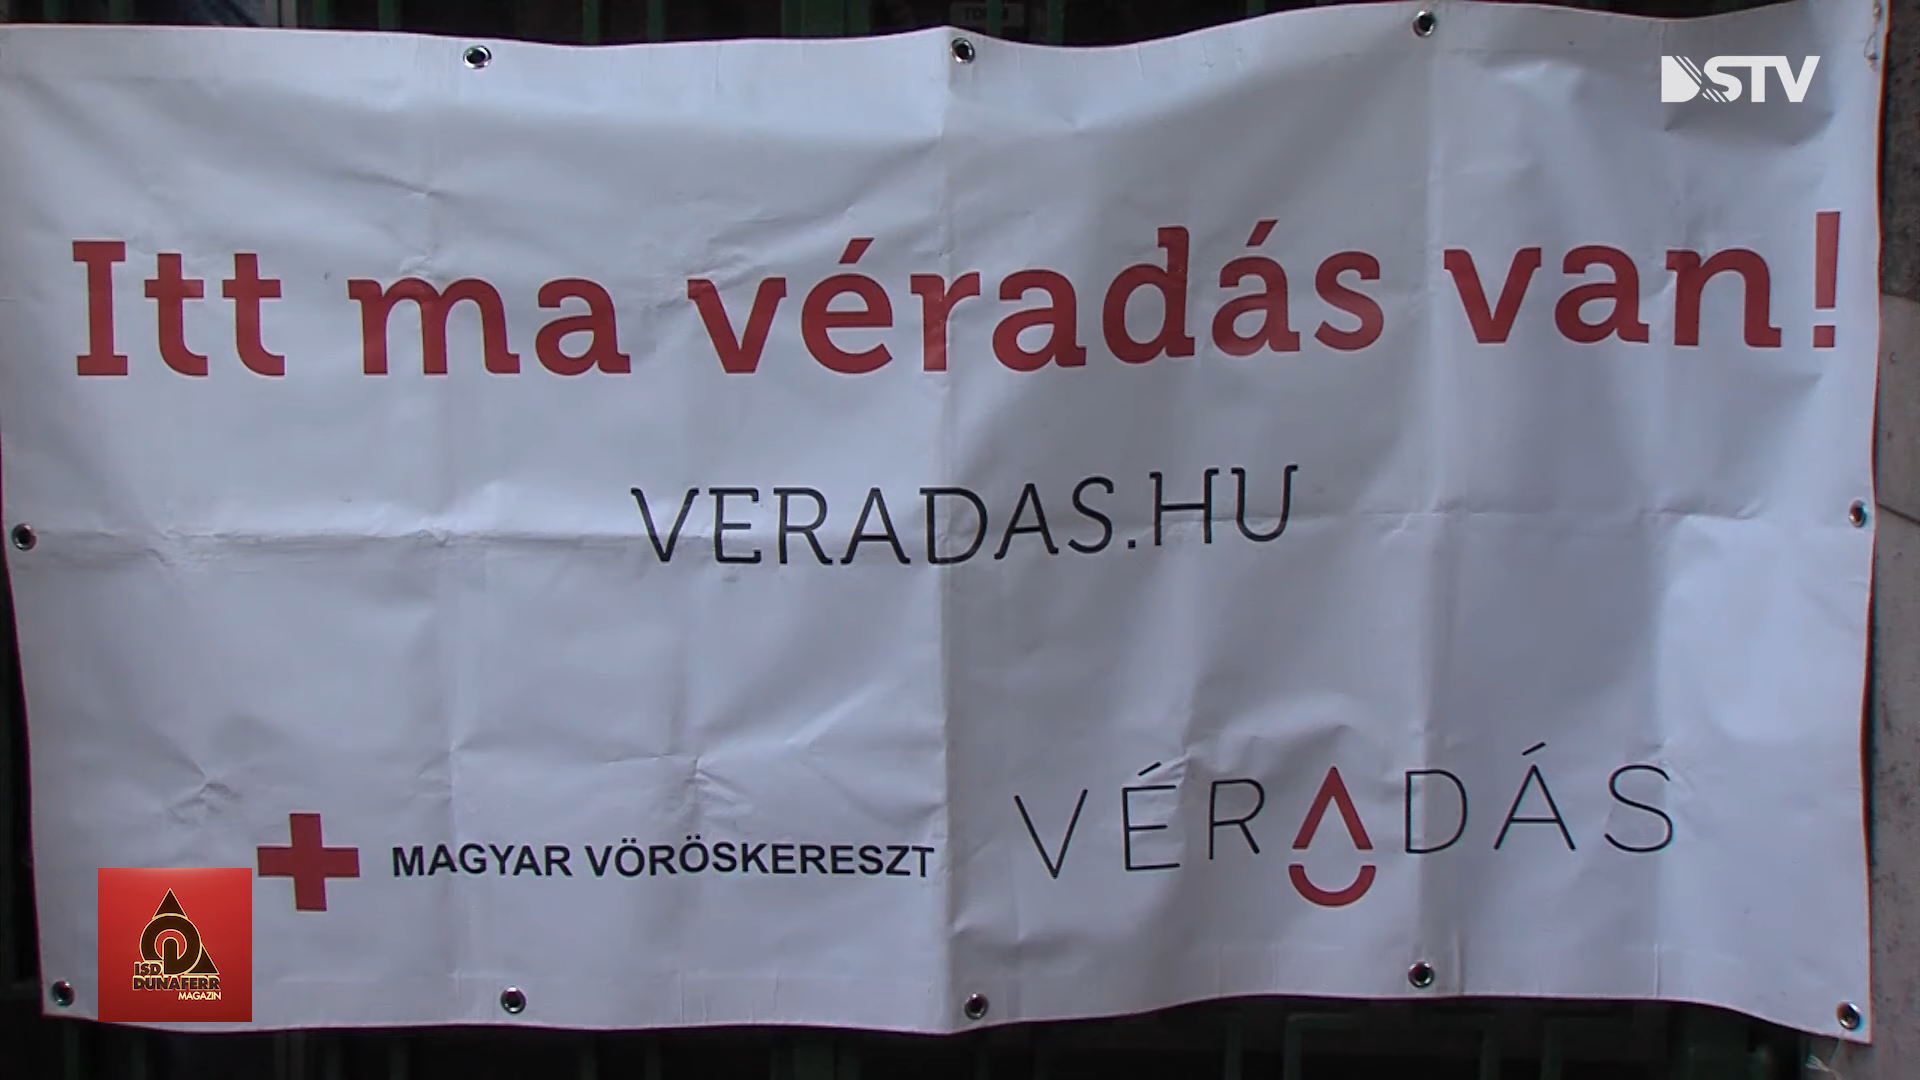 DSTV
Itt ma véradás van!
VERADAS.HU
MAGYAR VÖRÖSKERESZT
VÉRADÁS
ISD
DUNAFERR
MAGAZIN